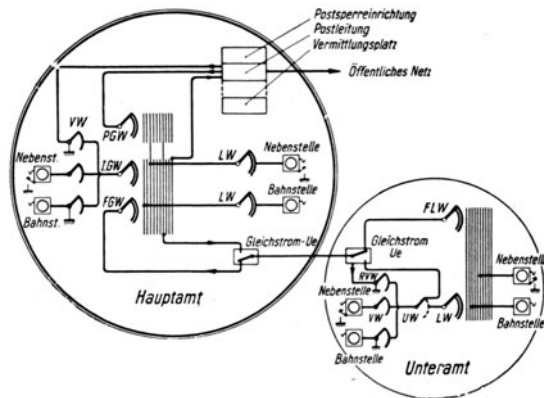 Postsperreinrichtung
Postleitung
Vermittlungsplatz
Öffentliches Netz
VW
PGW
Nebenst.
I.GW
LW
Nebenstelle
Bahnst.
FGW
LW
Bahnstelle
Gleichstrom-Ue
Hauptamt
FLW
Gleichstrom
Ue
RVW
Nebenstelle
Nebenstelle
VW
UW
LW
Bahnstelle
Bahnstelle
Unteramt